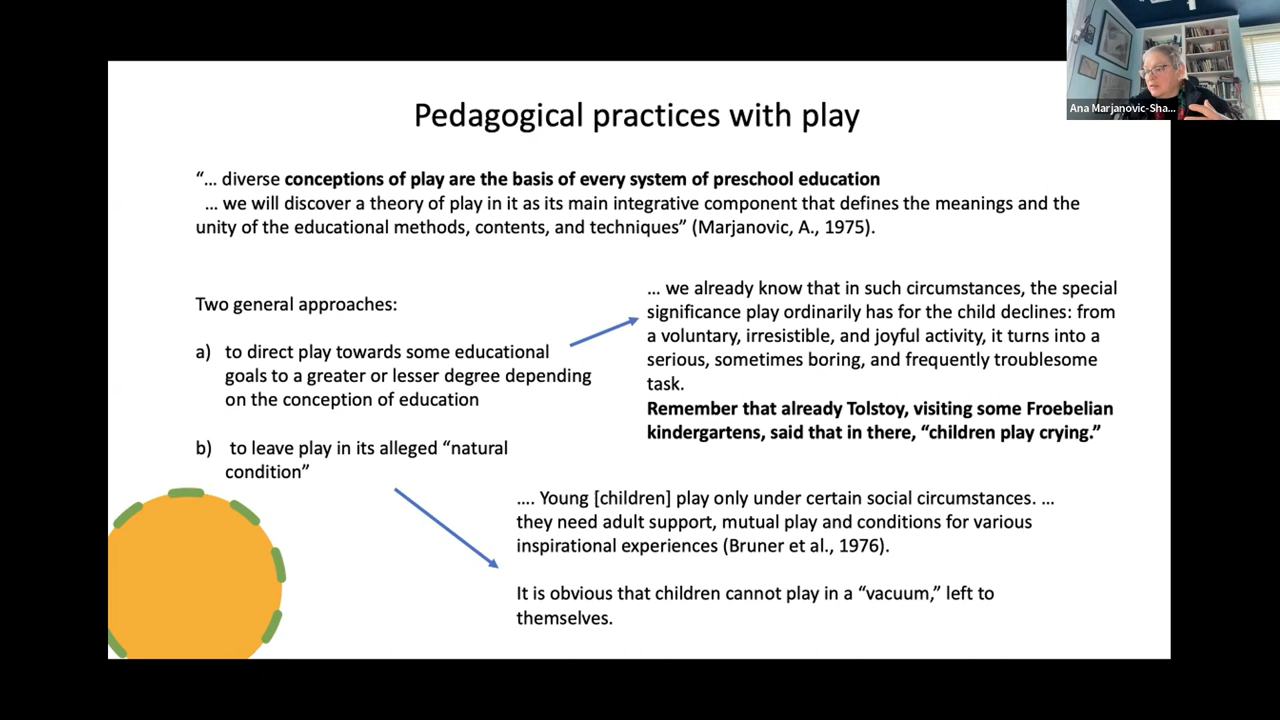 Pedagogical practices with play
“… diverse conceptions of play are the basis of every system of preschool education
… we will discover a theory of play in it as its main integrative component that defines the meanings and the
unity of the educational methods, contents, and techniques” (Marjanovic, A., 1975).
Two general approaches:
a) to direct play towards some educational
goals to a greater or lesser degree depending
on the conception of education
b) to leave play in its alleged “natural
condition”
… we already know that in such circumstances, the special
significance play ordinarily has for the child declines: from
a voluntary, irresistible, and joyful activity, it turns into a
serious, sometimes boring, and frequently troublesome
task.
Remember that already Tolstoy, visiting some Froebelian
kindergartens, said that in there, “children play crying.”
…. Young [children] play only under certain social circumstances. …
they need adult support, mutual play and conditions for various
inspirational experiences (Bruner et al., 1976).
It is obvious that children cannot play in a “vacuum,” left to
themselves.
Ana Marjanovic-Sha...